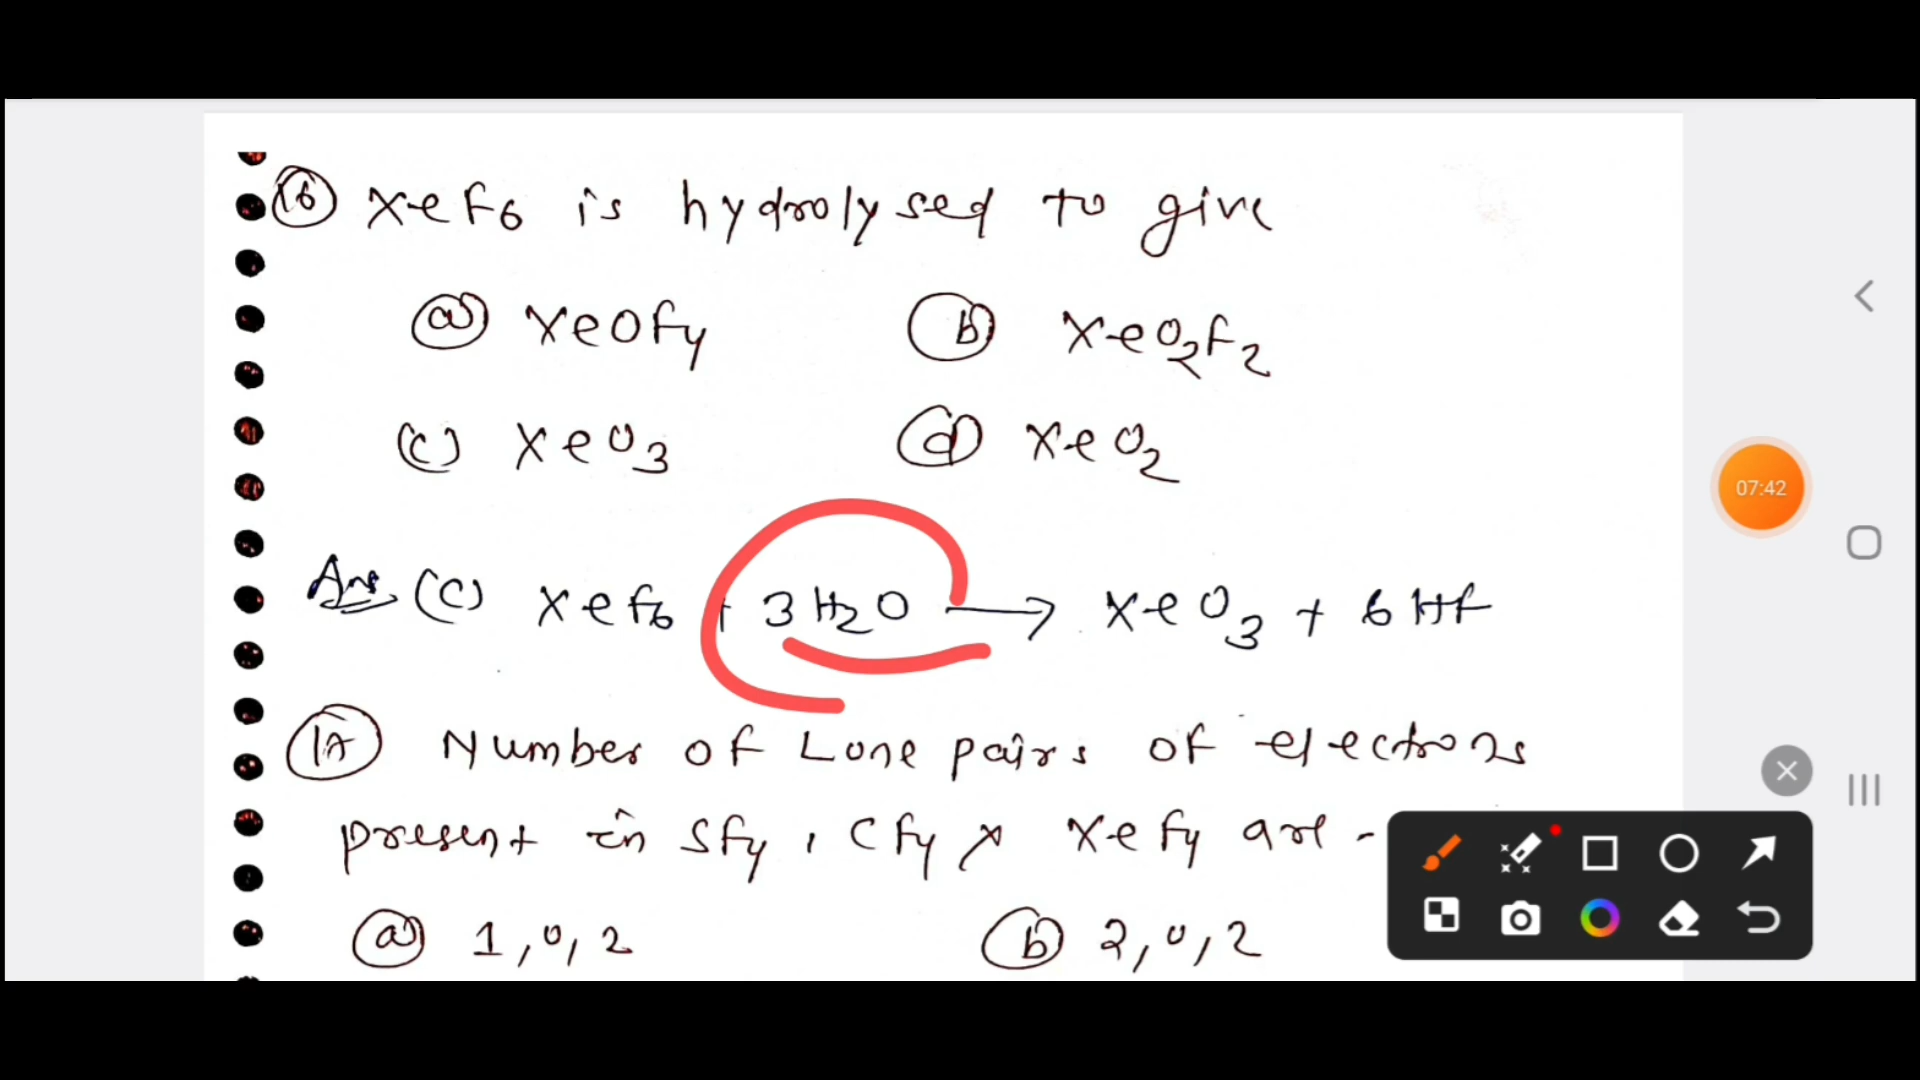 (16) XeF6 is hydrolysed to give
(a) XeOF4 (b) XeO2F2
(c) XeO3 (d) XeO2
Ans (c) XeF6 + 3H2O → XeO3 + 6HF
07:42
(17) Number of Lone pairs of electrons
present in SF4, CF4 & XeF4 are -
(a) 1, 0, 2 (b) 2, 0, 2